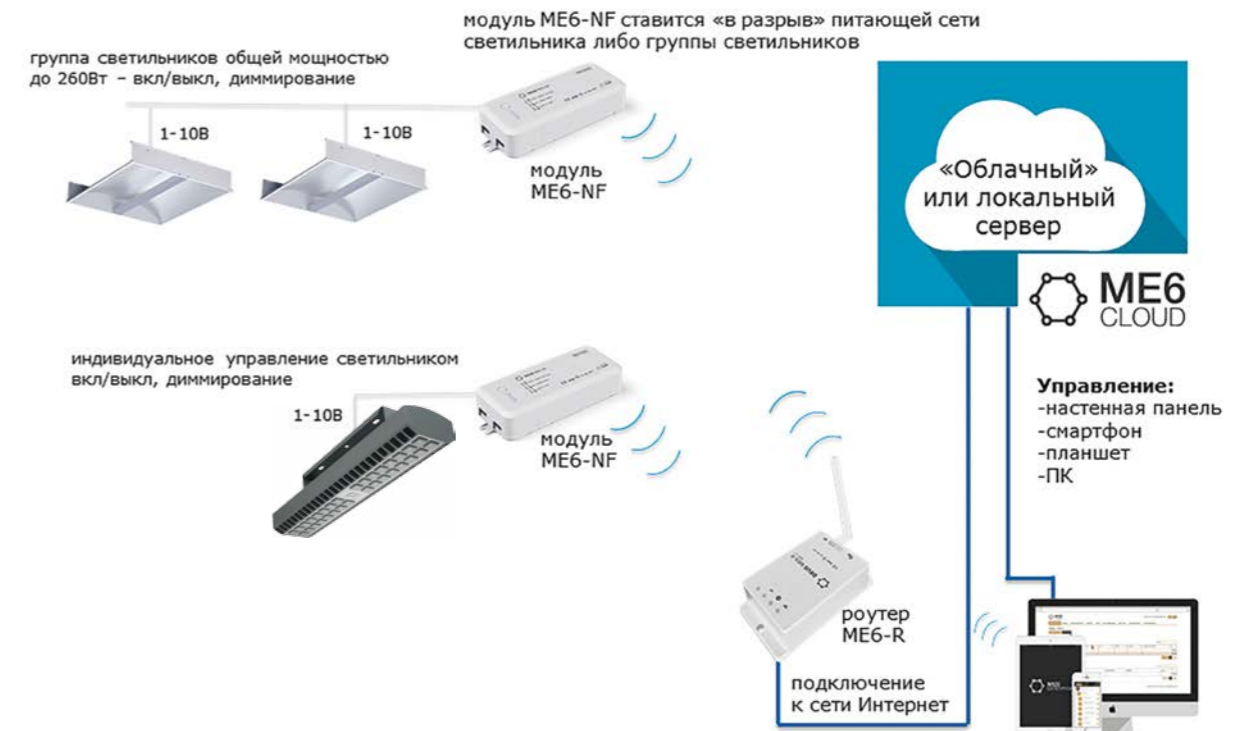 модуль ME6-NF ставится «в разрыв» питающей сети
светильника либо группы светильников
группа светильников общей мощностью
до 260Вт – вкл/выкл, диммирование
1-10В
1-10В
модуль
ME6-NF
«Облачный»
или локальный
сервер
ME6
CLOUD
индивидуальное управление светильником
вкл/выкл, диммирование
1-10В
модуль
ME6-NF
Управление:
-настенная панель
-смартфон
-планшет
-ПК
роутер
ME6-R
подключение
к сети Интернет